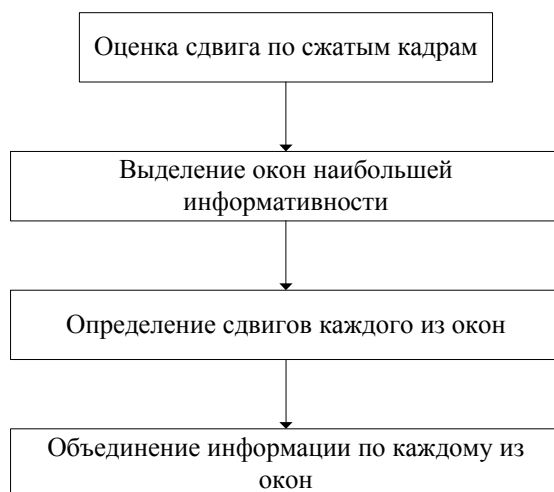 Оценка сдвига по сжатым кадрам
Выделение окон наибольшей
информативности
Определение сдвигов каждого из окон
Объединение информации по каждому из
окон